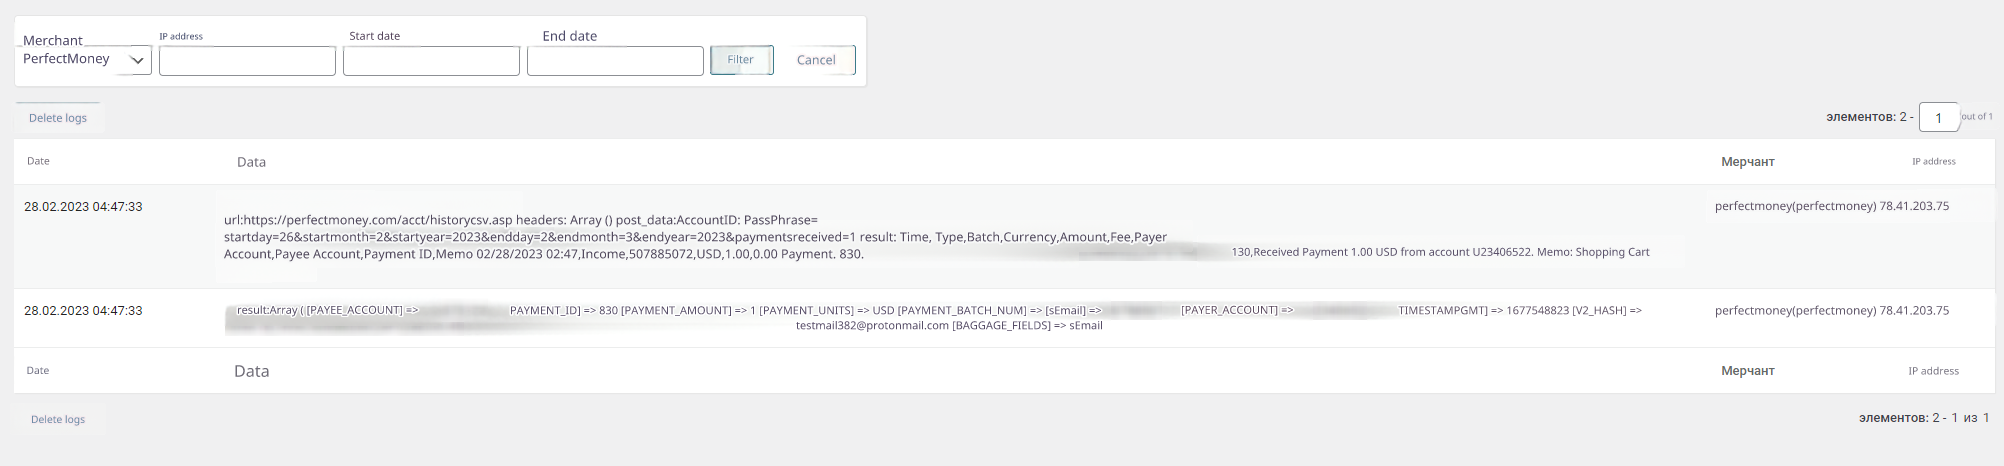 Merchant
IP address
Start date
End date
PerfectMoney
Filter
Cancel
Delete logs
элементов: 2 - 1 out of 1
Date
Data
Мерчант
IP address
28.02.2023 04:47:33
url:https://perfectmoney.com/acct/historycsv.asp headers: Array () post_data:AccountID: PassPhrase=
startday=26&startmonth=2&startyear=2023&endday=2&endmonth=3&endyear=2023&paymentsreceived=1 result: Time, Type,Batch,Currency,Amount,Fee,Payer
Account,Payee Account,Payment ID,Memo 02/28/2023 02:47,Income,507885072,USD,1.00,0.00 Payment. 830.
130,Received Payment 1.00 USD from account U23406522. Memo: Shopping Cart
perfectmoney(perfectmoney) 78.41.203.75
28.02.2023 04:47:33
result:Array ( [PAYEE_ACCOUNT] => PAYMENT_ID] => 830 [PAYMENT_AMOUNT] => 1 [PAYMENT_UNITS] => USD [PAYMENT_BATCH_NUM] => [sEmail] => [PAYER_ACCOUNT] => TIMESTAMPGMT] => 1677548823 [V2_HASH] =>
testmail382@protonmail.com [BAGGAGE_FIELDS] => sEmail
perfectmoney(perfectmoney) 78.41.203.75
Date
Data
Мерчант
IP address
Delete logs
элементов: 2 - 1 из 1